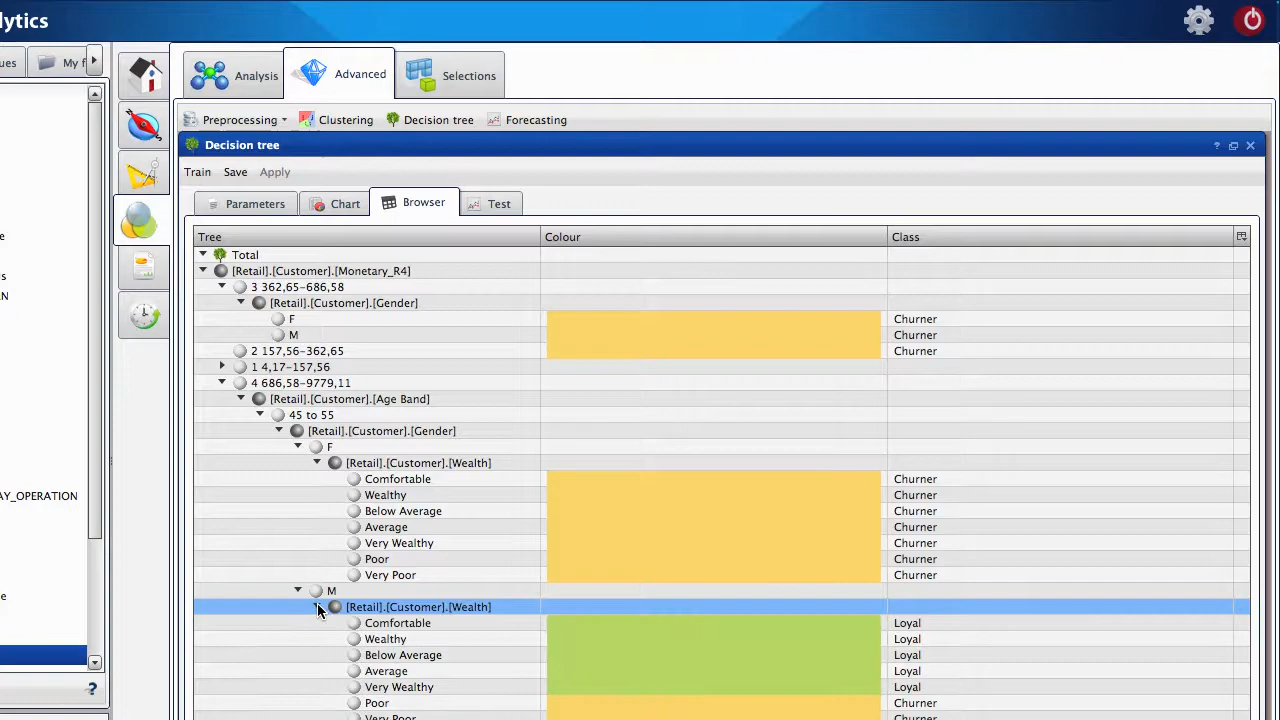 lytics
ues
My f
Analysis
Advanced
Selections
Preprocessing
Clustering
Decision tree
Forecasting
Decision tree
?
Train
Save
Apply
Parameters
Chart
Browser
Test
Tree
Colour
Class
Total
[Retail].[Customer].[Monetary_R4]
3 362,65-686,58
[Retail].[Customer].[Gender]
F
Churner
M
Churner
2 157,56-362,65
Churner
1 4,17-157,56
4 686,58-9779,11
[Retail].[Customer].[Age Band]
45 to 55
[Retail].[Customer].[Gender]
F
[Retail].[Customer].[Wealth]
Comfortable
Churner
Wealthy
Churner
Below Average
Churner
Average
Churner
Very Wealthy
Churner
Poor
Churner
Very Poor
Churner
M
[Retail].[Customer].[Wealth]
Comfortable
Loyal
Wealthy
Loyal
Below Average
Loyal
Average
Loyal
Very Wealthy
Loyal
Poor
Churner
Very Poor
Churner
e
s
N
AY_OPERATION
e
?